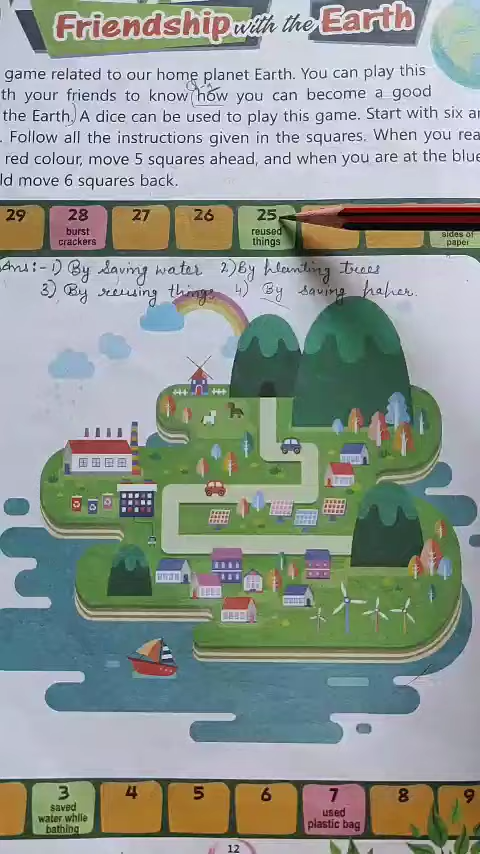 Friendship with the Earth
game related to our home planet Earth. You can play this
th your friends to know how you can become a good
the Earth. A dice can be used to play this game. Start with six
. Follow all the instructions given in the squares. When you rea
red colour, move 5 squares ahead, and when you are at the blue
ld move 6 squares back.
29 28 27 26 25
burst crackers
reused things
sides of paper
Ans:- 1) By Saving water 2) By planting trees
3) By reusing things 4) By saving paper.
3 4 5 6 7 8 9
saved water while bathing
used plastic bag
12